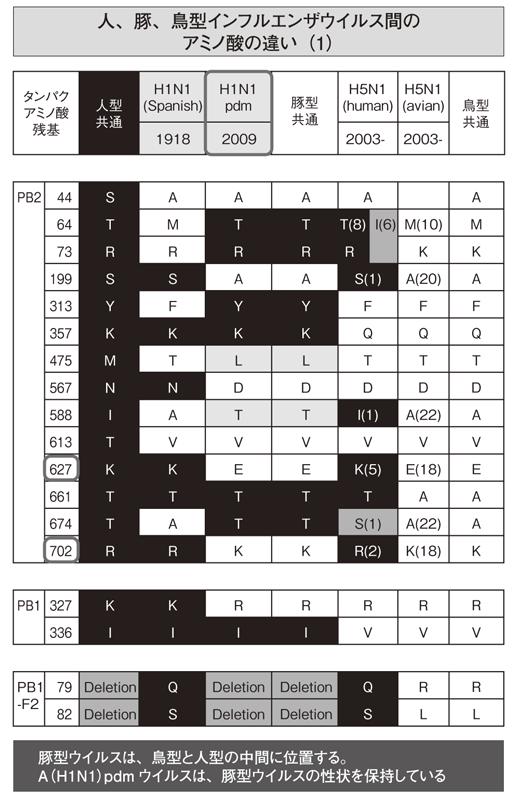 人、豚、鳥型インフルエンザウイルス間の
アミノ酸の違い（1）
タンパク
アミノ酸
残基
人型
共通
H1N1
(Spanish)
1918
H1N1
pdm
2009
豚型
共通
H5N1
(human)
2003-
H5N1
(avian)
2003-
鳥型
共通
PB2 44 S A A A A A
64 T M T T T(8) I(6) M(10) M
73 R R R R R K K
199 S S A A S(1) A(20) A
313 Y F Y Y F F F
357 K K K K Q Q Q
475 M T L L T T T
567 N N D D D D D
588 I A T T I(1) A(22) A
613 T V V V V V V
627 K K E E K(5) E(18) E
661 T T T T T A A
674 T A T T S(1) A(22) A
702 R R K K R(2) K(18) K
PB1 327 K K R R R R R
336 I I I I V V V
PB1
-F2
79 Deletion Q Deletion Deletion Q R R
82 Deletion S Deletion Deletion S L L
豚型ウイルスは、鳥型と人型の中間に位置する。
A（H1N1）pdm ウイルスは、豚型ウイルスの性状を保持している